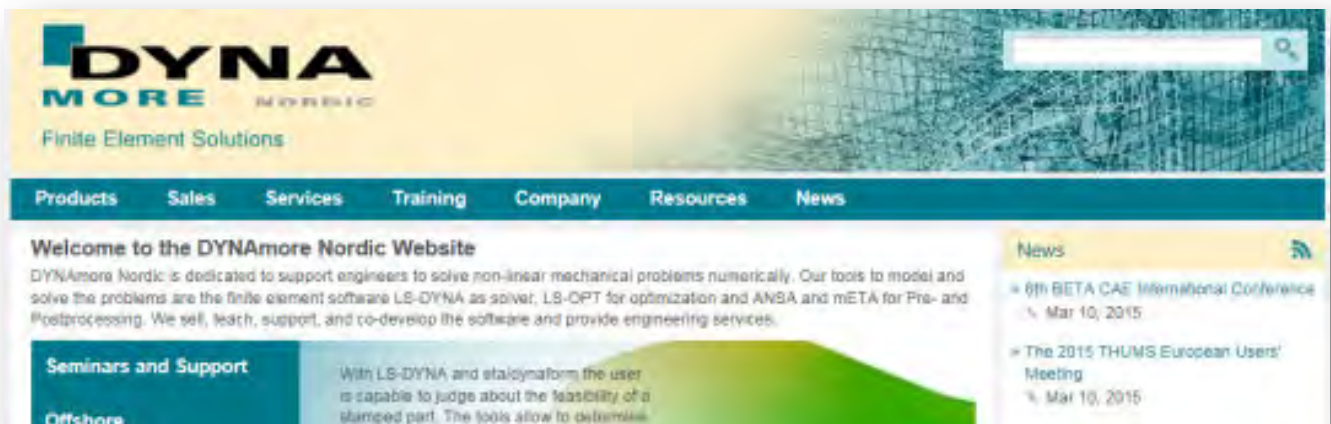 DYNA
MORE NORDIC
Finite Element Solutions
Products Sales Services Training Company Resources News
Welcome to the DYNAmore Nordic Website
DYNAmore Nordic is dedicated to support engineers to solve non-linear mechanical problems numerically. Our tools to model and
solve the problems are the finite element software LS-DYNA as solver, LS-OPT for optimization and ANSA and mETA for Pre- and
Postprocessing. We sell, teach, support, and co-develop the software and provide engineering services.
Seminars and Support
Offshore
With LS-DYNA and eta/dynaform the user
is capable to judge about the feasibility of a
stamped part. The tools allow to determine
News
» 6th BETA CAE International Conference
Mar 10, 2015
» The 2015 THUMS European Users'
Meeting
Mar 10, 2015